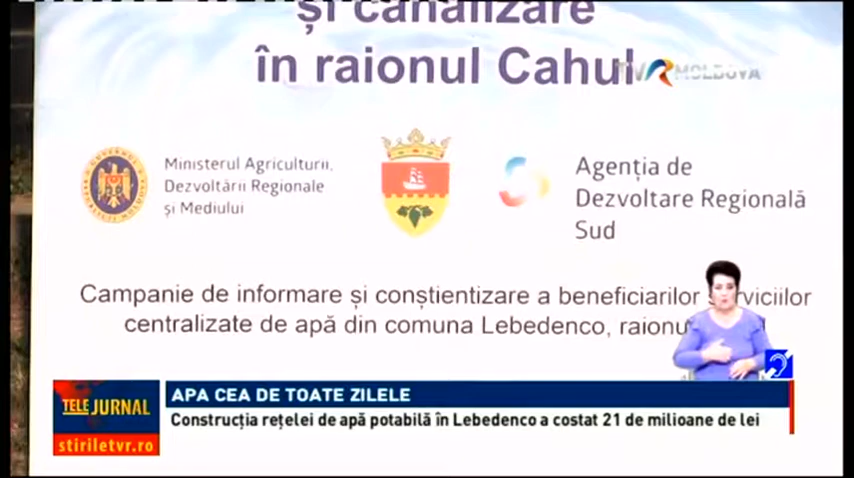 și canalizare
în raionul Cahul
TVR MOLDOVA
Ministerul Agriculturii,
Dezvoltării Regionale
și Mediului
Agenția de
Dezvoltare Regională
Sud
Campanie de informare și conștientizare a beneficiarilor serviciilor
centralizate de apă din comuna Lebedenco, raionul
TELE JURNAL
stiriletvr.ro
APA CEA DE TOATE ZILELE
Construcția rețelei de apă potabilă în Lebedenco a costat 21 de milioane de lei